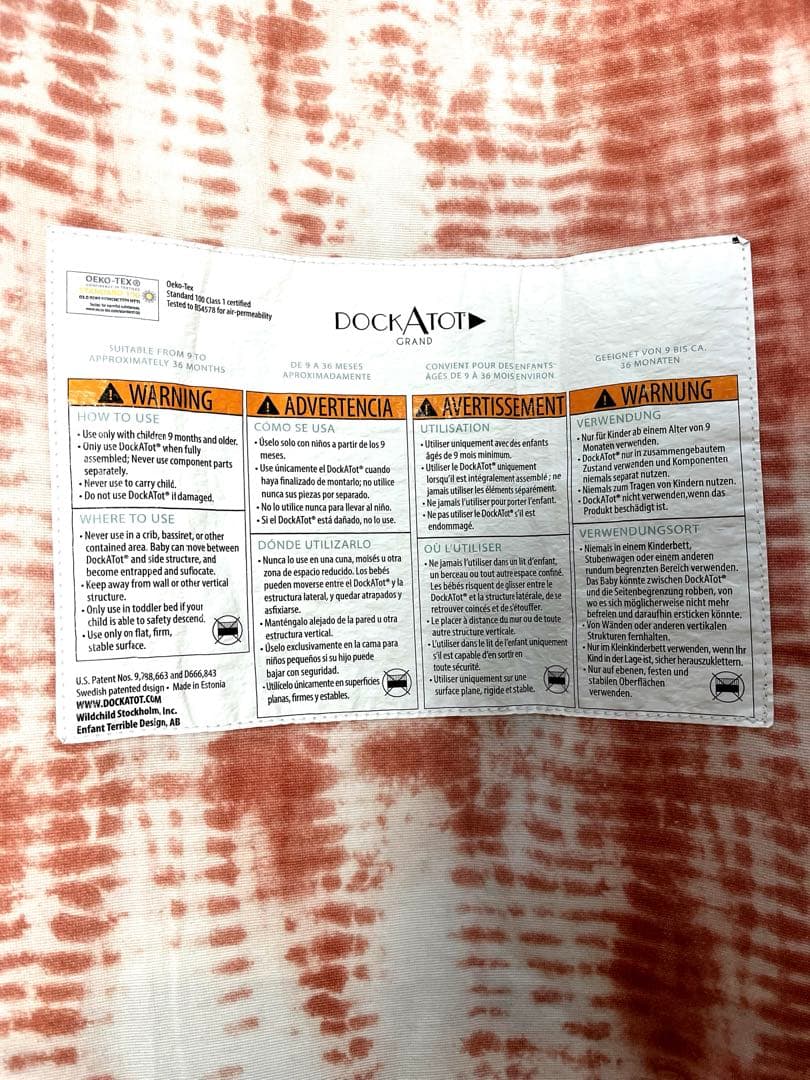 OEKO-TEX®
CONFIDENCE IN TEXTILES
STANDARD 100
Tested for harmful substances
www.oeko-tex.com/standard100
Oeko-Tex
Standard 100 Class 1 certified
Tested to BS4578 for air-permeability
DOCKATOT
GRAND
SUITABLE FROM 9 TO
APPROXIMATELY 36 MONTHS
WARNING
HOW TO USE
• Use only with children 9 months and older.
• Only use DockATot® when fully
assembled; Never use component parts
separately.
• Never use to carry child.
• Do not use DockATot® if damaged.
WHERE TO USE
• Never use in a crib, bassinet, or other
contained area. Baby can move between
DockATot® and side structure, and
become entrapped and suffocate.
• Keep away from wall or other vertical
structure.
• Only use in toddler bed if your
child is able to safety descend.
• Use only on flat, firm,
stable surface.
U.S. Patent Nos. 9,798,663 and D666,843
Swedish patented design • Made in Estonia
WWW.DOCKATOT.COM
Wildchild Stockholm, Inc.
Enfant Terrible Design, AB
DE 9 A 36 MESES
APROXIMADAMENTE
ADVERTENCIA
CÓMO SE USA
• Úselo solo con niños a partir de los 9
meses.
• Use únicamente el DockATot® cuando
haya finalizado de montarlo; no utilice
nunca sus piezas por separado.
• No lo utilice nunca para llevar al niño.
• Si el DockATot® está dañado, no lo use.
DÓNDE UTILIZARLO
• Nunca lo use en una cuna, moisés u otra
zona de espacio reducido. Los bebés
pueden moverse entre el DockATot® y la
estructura lateral, y quedar atrapados y
asfixiarse.
• Manténgalo alejado de la pared u otra
estructura vertical.
• Úselo exclusivamente en la cama para
niños pequeños si su hijo puede
bajar con seguridad.
• Utilícelo únicamente en superficies
planas, firmes y estables.
CONVIENT POUR DES ENFANTS
ÂGÉS DE 9 À 36 MOIS ENVIRON
AVERTISSEMENT
UTILISATION
• Utiliser uniquement avec des enfants
âgés de 9 mois minimum.
• Utiliser le DockATot® uniquement
lorsqu'il est intégralement assemblé ; ne
jamais utiliser les éléments séparément.
• Ne jamais l'utiliser pour porter l'enfant.
• Ne pas utiliser le DockATot® s'il est
endommagé.
OÙ L'UTILISER
• Ne jamais l'utiliser dans un lit d'enfant,
un berceau ou tout autre espace confiné.
Les bébés risquent de glisser entre le
DockATot® et la structure latérale, de se
retrouver coincés et de s'étouffer.
• Le placer à distance du mur ou de toute
autre structure verticale.
• L'utiliser dans le lit de l'enfant uniquement
s'il est capable d'en sortir en
toute sécurité.
• Utiliser uniquement sur une
surface plane, rigide et stable.
GEEIGNET VON 9 BIS CA.
36 MONATEN
WARNUNG
VERWENDUNG
• Nur für Kinder ab einem Alter von 9
Monaten verwenden.
• DockATot® nur in zusammengebautem
Zustand verwenden und Komponenten
niemals separat nutzen.
• Niemals zum Tragen von Kindern nutzen.
• DockATot® nicht verwenden, wenn das
Produkt beschädigt ist.
VERWENDUNGSORT
• Niemals in einem Kinderbett,
Stubenwagen oder einem anderen
rundum begrenzten Bereich verwenden.
Das Baby könnte zwischen DockATot®
und die Seitenbegrenzung robben, von
wo es sich möglicherweise nicht mehr
befreien und daraufhin ersticken könnte.
• Von Wänden oder anderen vertikalen
Strukturen fernhalten.
• Nur im Kleinkinderbett verwenden, wenn Ihr
Kind in der Lage ist, sicher herauszuklettern.
• Nur auf ebenen, festen und
stabilen Oberflächen
verwenden.